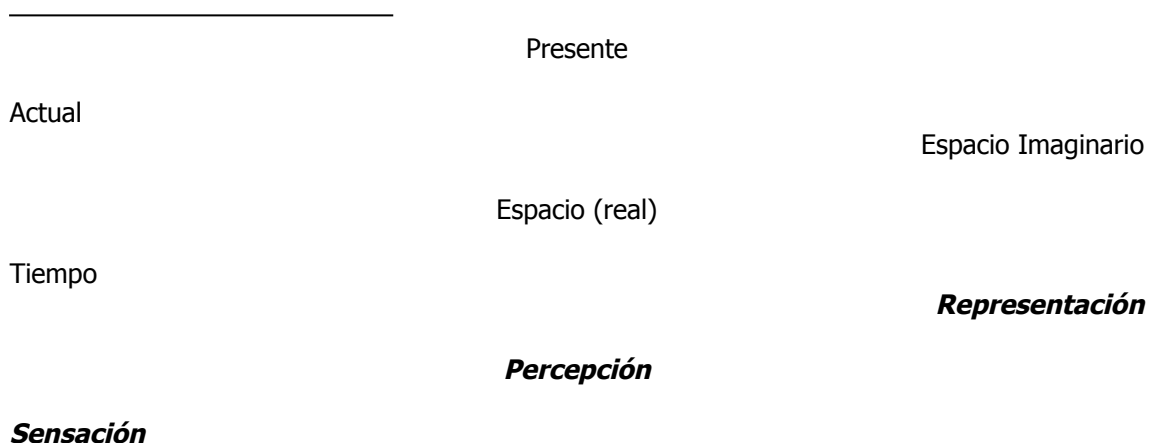 Presente
Actual
Espacio Imaginario
Espacio (real)
Tiempo
Representación
Percepción
Sensación